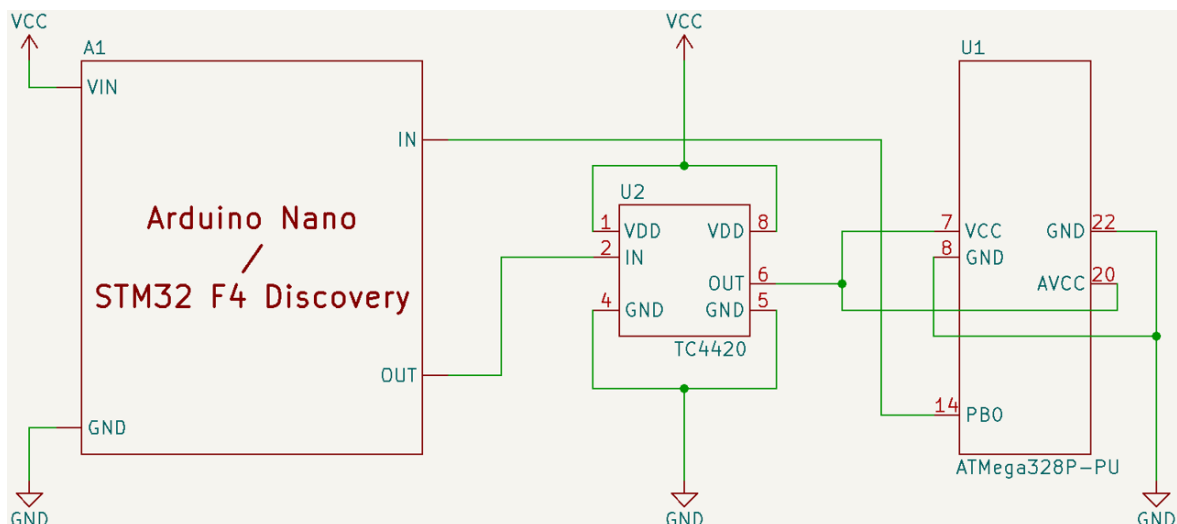 VCC
VCC
A1
U1
VIN
IN
U2
Arduino Nano
/
STM32 F4 Discovery
1
VDD
VDD
8
2
IN
OUT
6
4
GND
GND
5
TC4420
7
VCC
GND
22
8
GND
AVCC
20
OUT
14
PB0
GND
ATMega328P-PU
GND
GND
GND